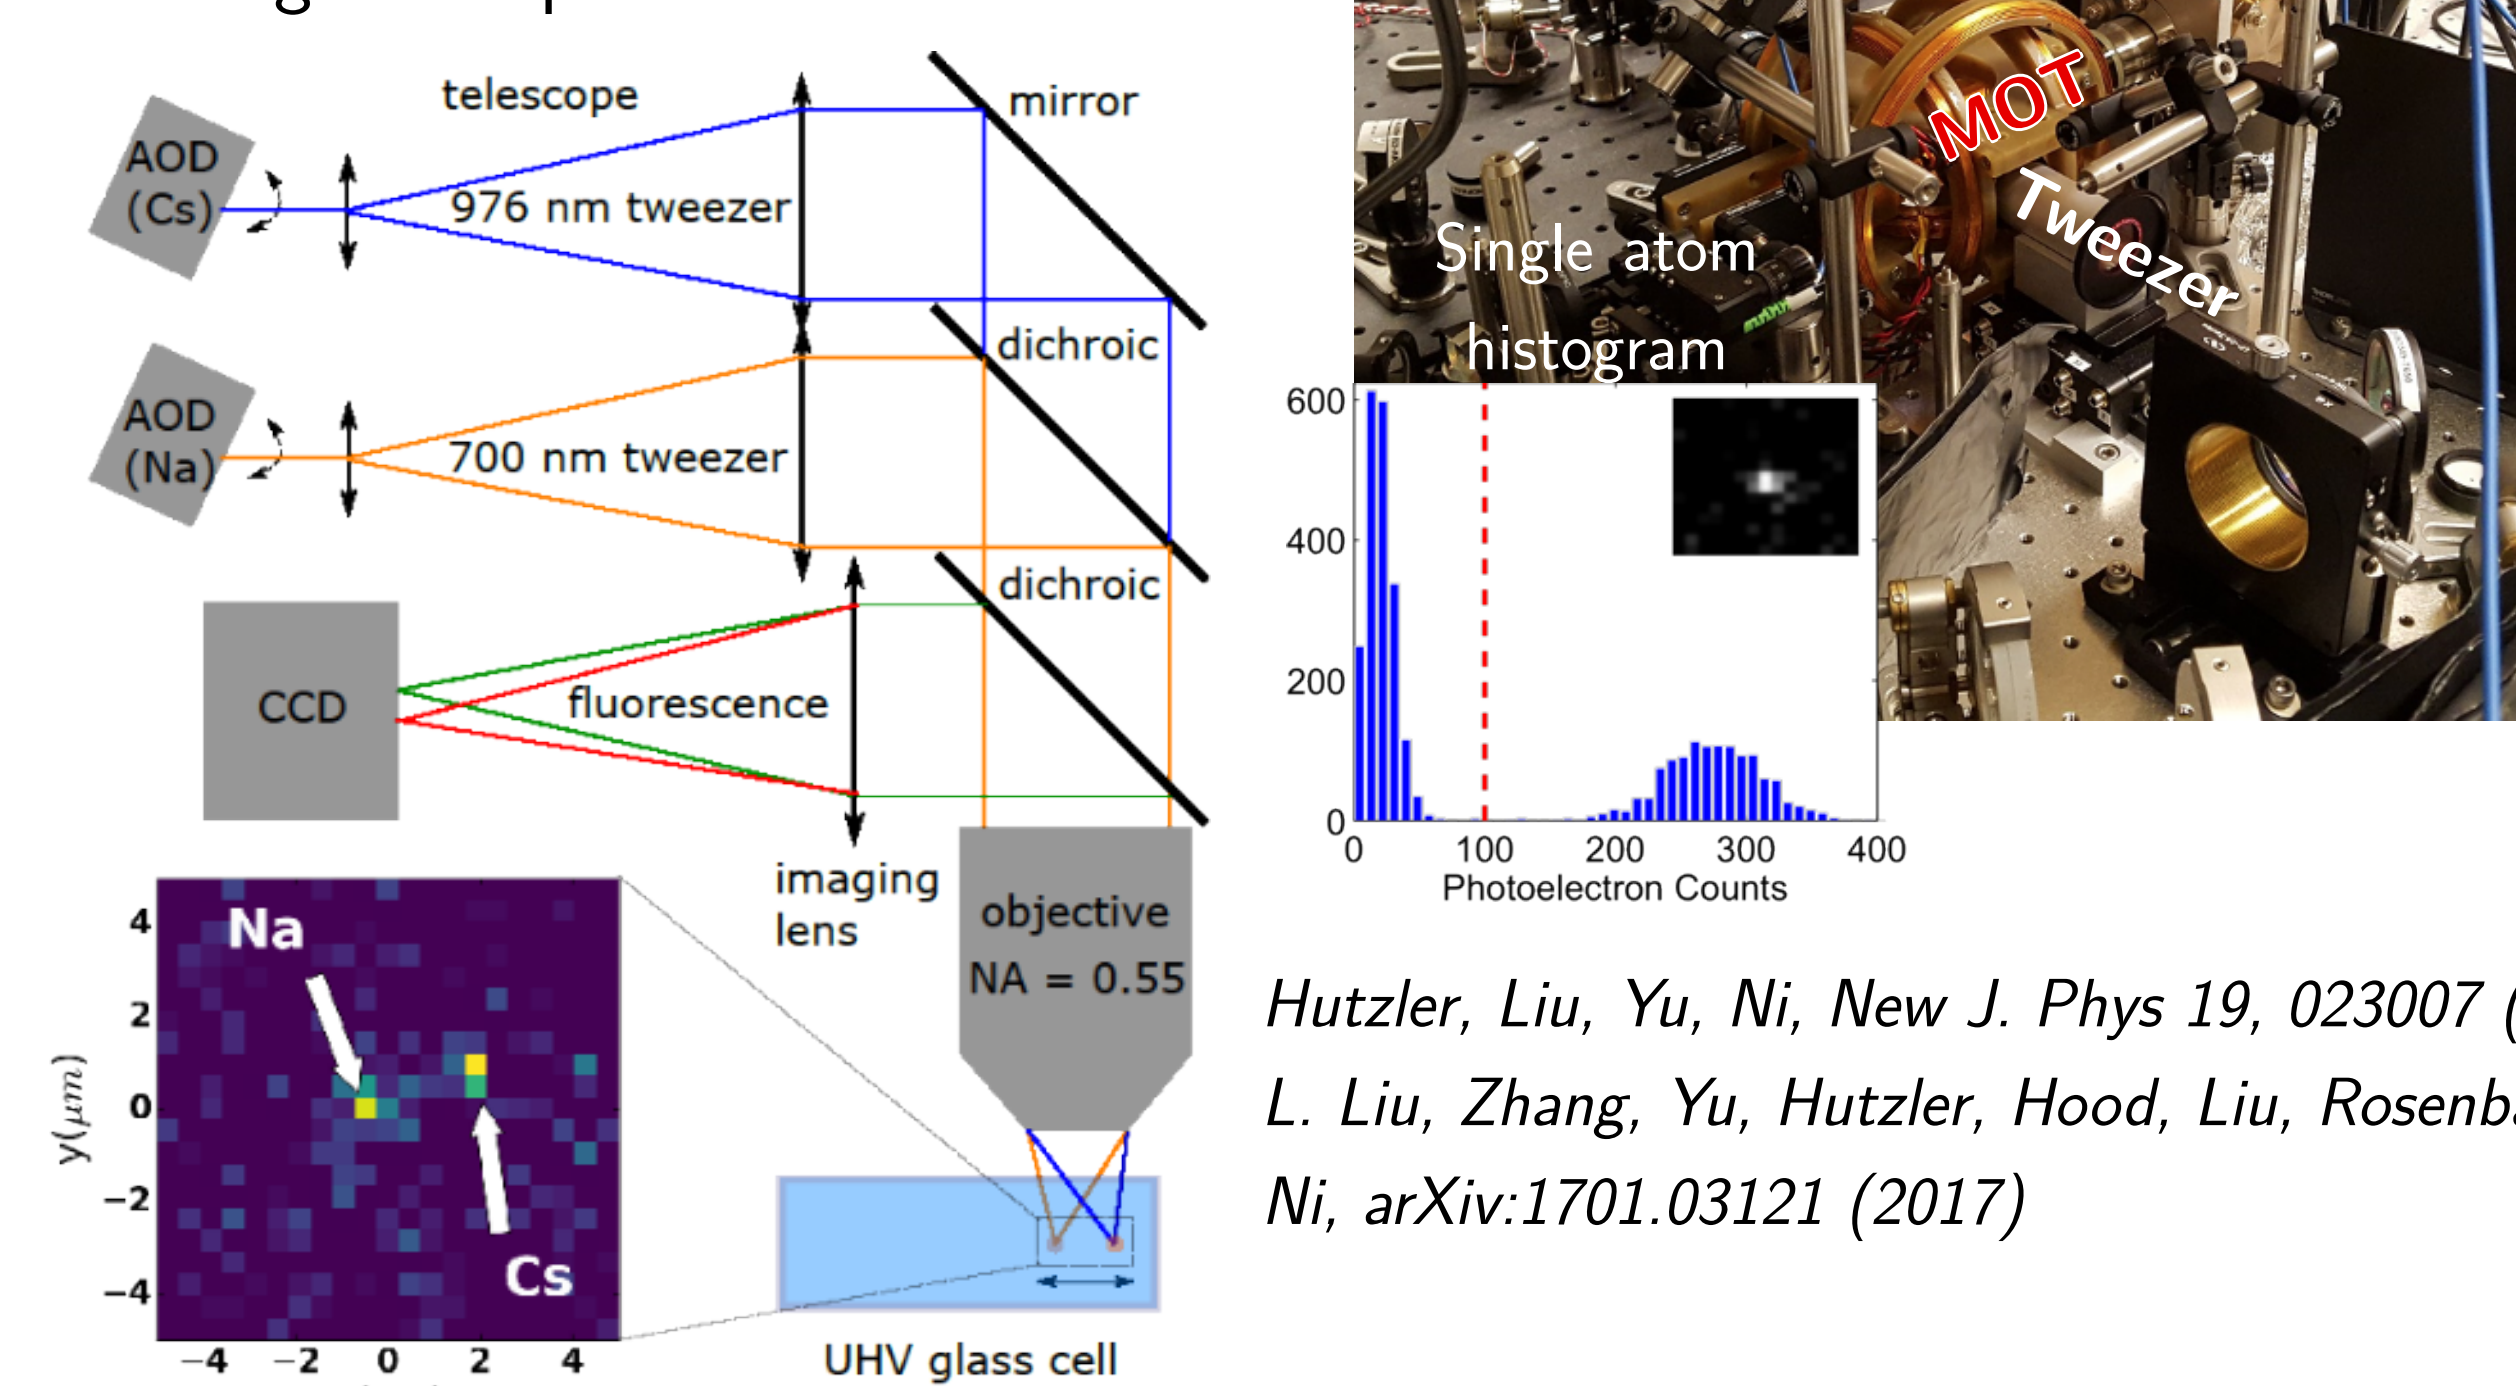 telescope
mirror
AOD
(Cs)
976 nm tweezer
dichroic
AOD
(Na)
700 nm tweezer
dichroic
CCD
fluorescence
imaging
lens
objective
NA = 0.55
Na
Cs
y(μm)
4
2
0
−2
−4
−4 −2 0 2 4
UHV glass cell
MOT
Tweezer
Single atom
histogram
600
400
200
0
0 100 200 300 400
Photoelectron Counts
Hutzler, Liu, Yu, Ni, New J. Phys 19, 023007 (
L. Liu, Zhang, Yu, Hutzler, Hood, Liu, Rosenb
Ni, arXiv:1701.03121 (2017)